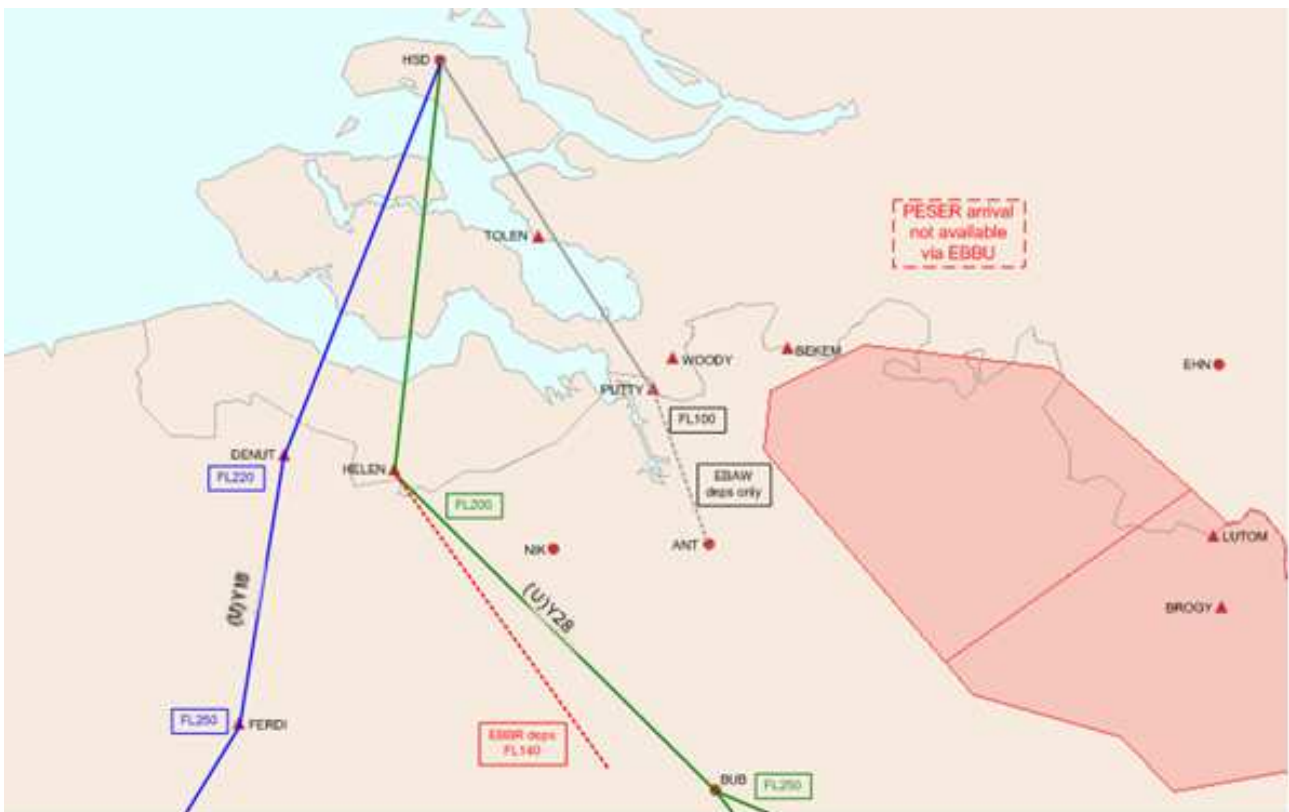 HSD
PESER arrival
not available
via EBBU
TOLEN
WOODY
BEKEM
EHN
PUTTY
FL100
DENUT
FL220
HELEN
FL200
EBAW
deps only
NIK
ANT
LUTOM
(U)Y18
(U)Y28
BROGY
FL250
FERDI
EBBR deps
FL140
BUB
FL250